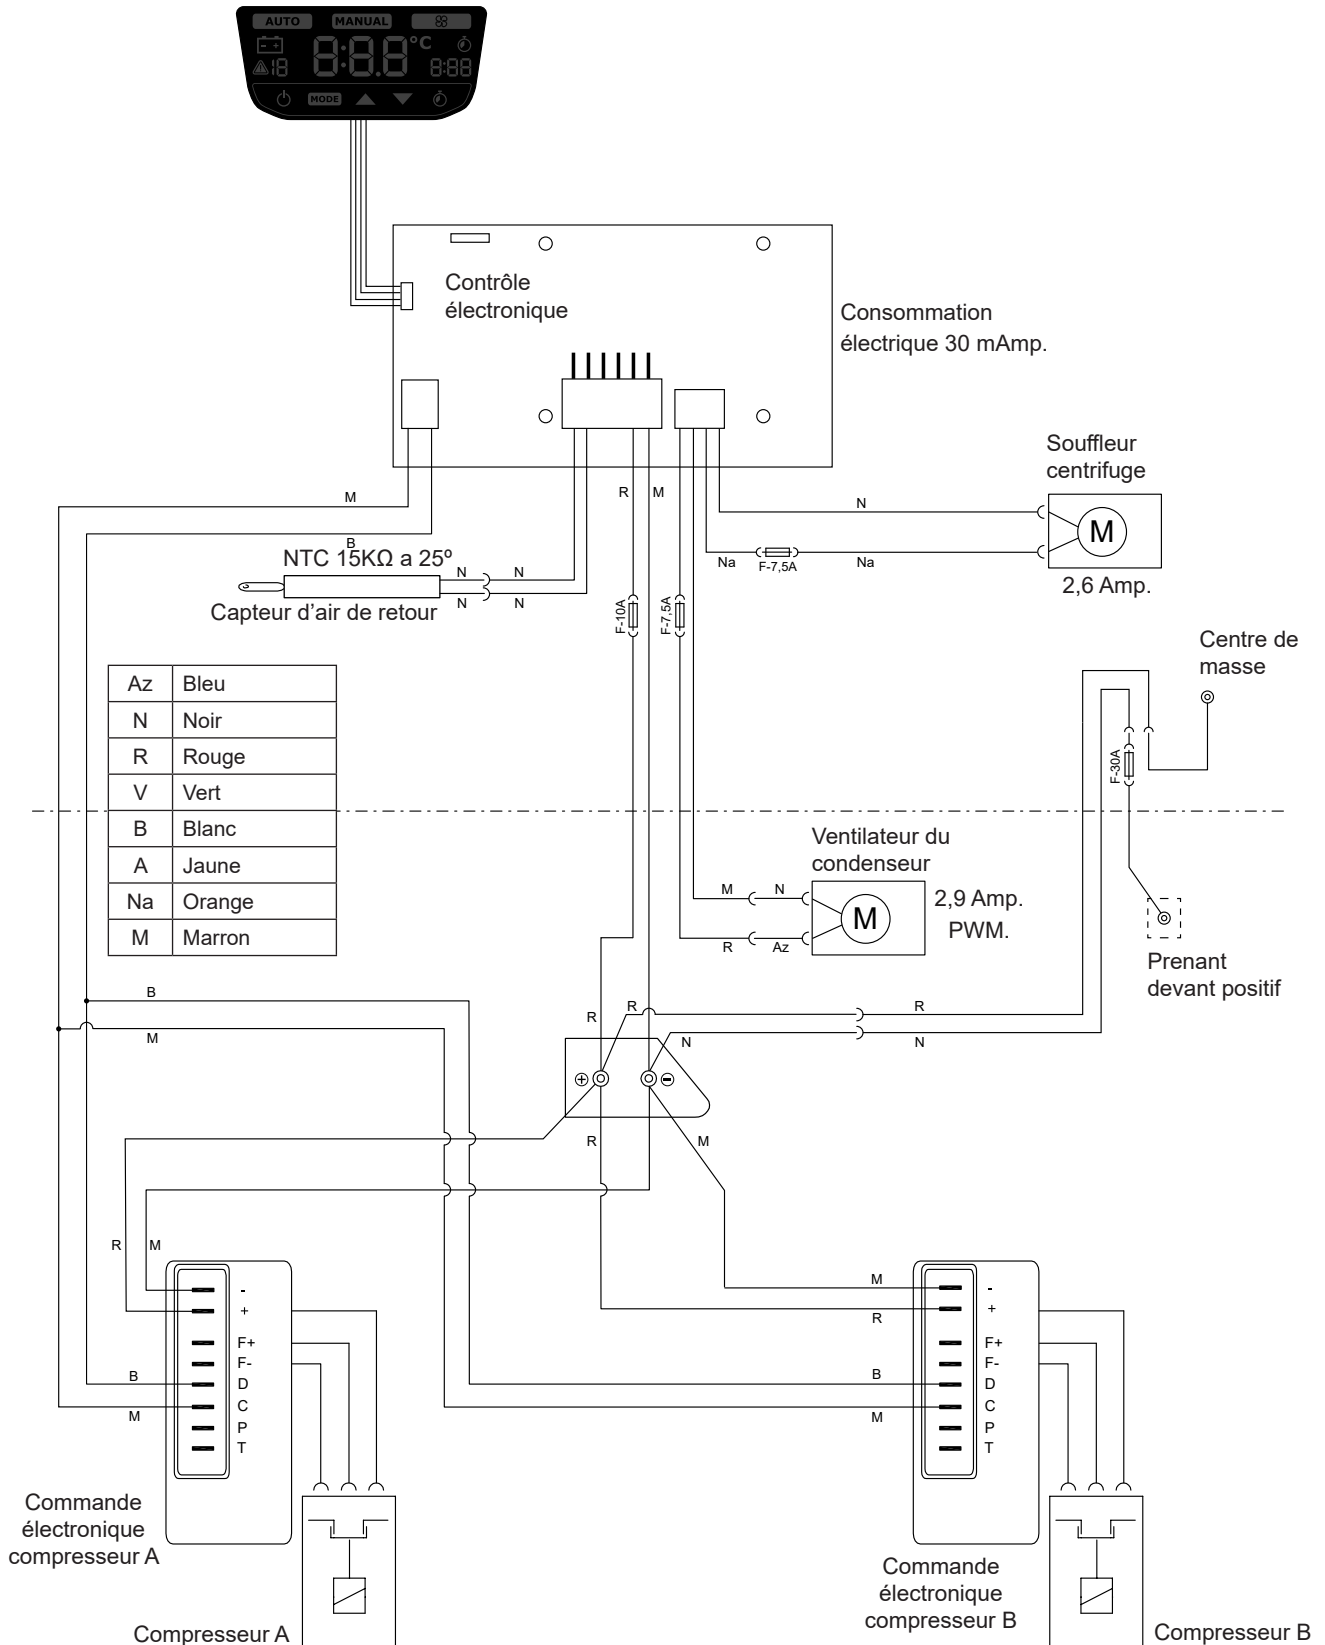 AUTO MANUAL
8:8.8 °C
18 8:88
MODE
Contrôle
électronique
Consommation
électrique 30 mAmp.
Souffleur
centrifuge
M
2,6 Amp.
M
B
R
M
N
Na
F-7,5A
Na
NTC 15KΩ a 25º
N
N
N
N
Capteur d’air de retour
F-10A
F-7,5A
Centre de
masse
F-30A
Az Bleu
N Noir
R Rouge
V Vert
B Blanc
A Jaune
Na Orange
M Marron
Ventilateur du
condenseur
M
N
R
Az
M
2,9 Amp.
PWM.
Prenant
devant positif
B
M
R
R
R
N
N
+
-
R
M
R
M
-
+
F+
F-
D
C
P
T
B
M
M
R
B
M
-
+
F+
F-
D
C
P
T
Commande
électronique
compresseur A
Compresseur A
Commande
électronique
compresseur B
Compresseur B